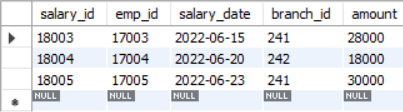 salary_id emp_id salary_date branch_id amount
18003 17003 2022-06-15 241 28000
18004 17004 2022-06-20 242 18000
18005 17005 2022-06-23 241 30000
NULL NULL NULL NULL NULL